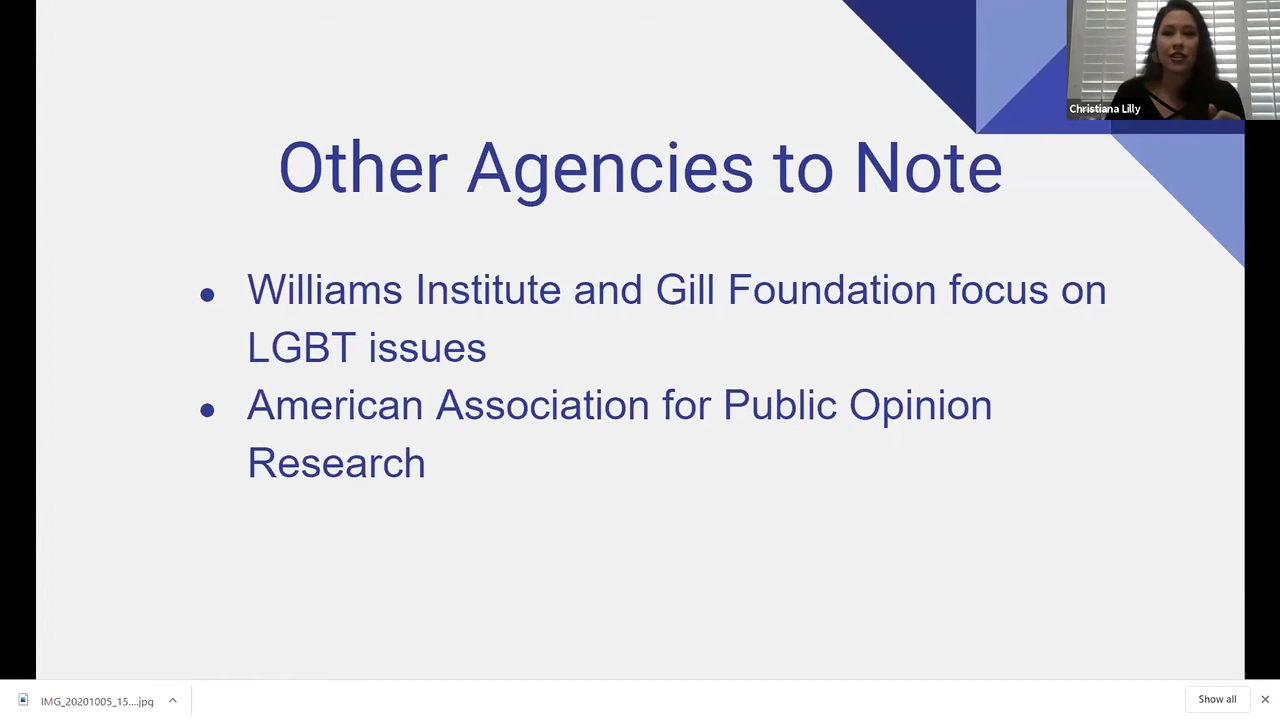 Christiana Lilly
Other Agencies to Note
● Williams Institute and Gill Foundation focus on
LGBT issues
● American Association for Public Opinion
Research
IMG_20201005_15....jpg
Show all